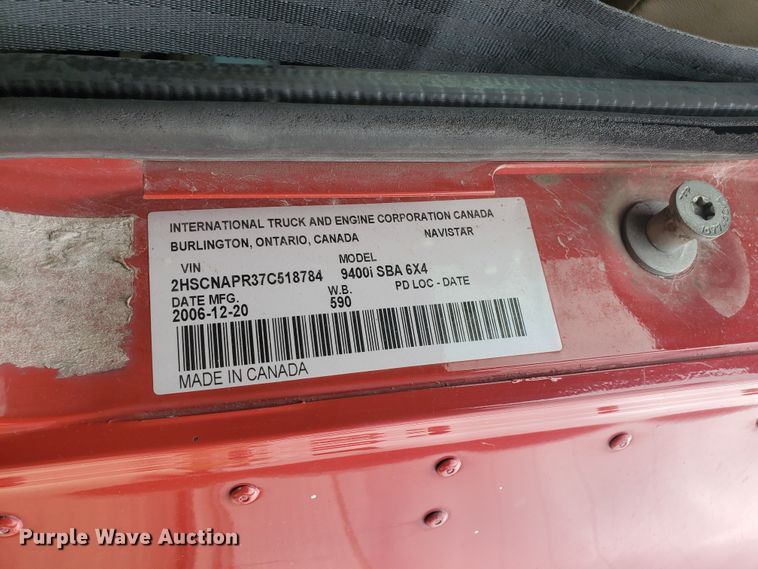 INTERNATIONAL TRUCK AND ENGINE CORPORATION CANADA
BURLINGTON, ONTARIO, CANADA NAVISTAR
VIN MODEL
2HSCNAPR37C518784 9400i SBA 6X4
DATE MFG. W.B. PD LOC - DATE
2006-12-20 590
MADE IN CANADA
Purple Wave Auction